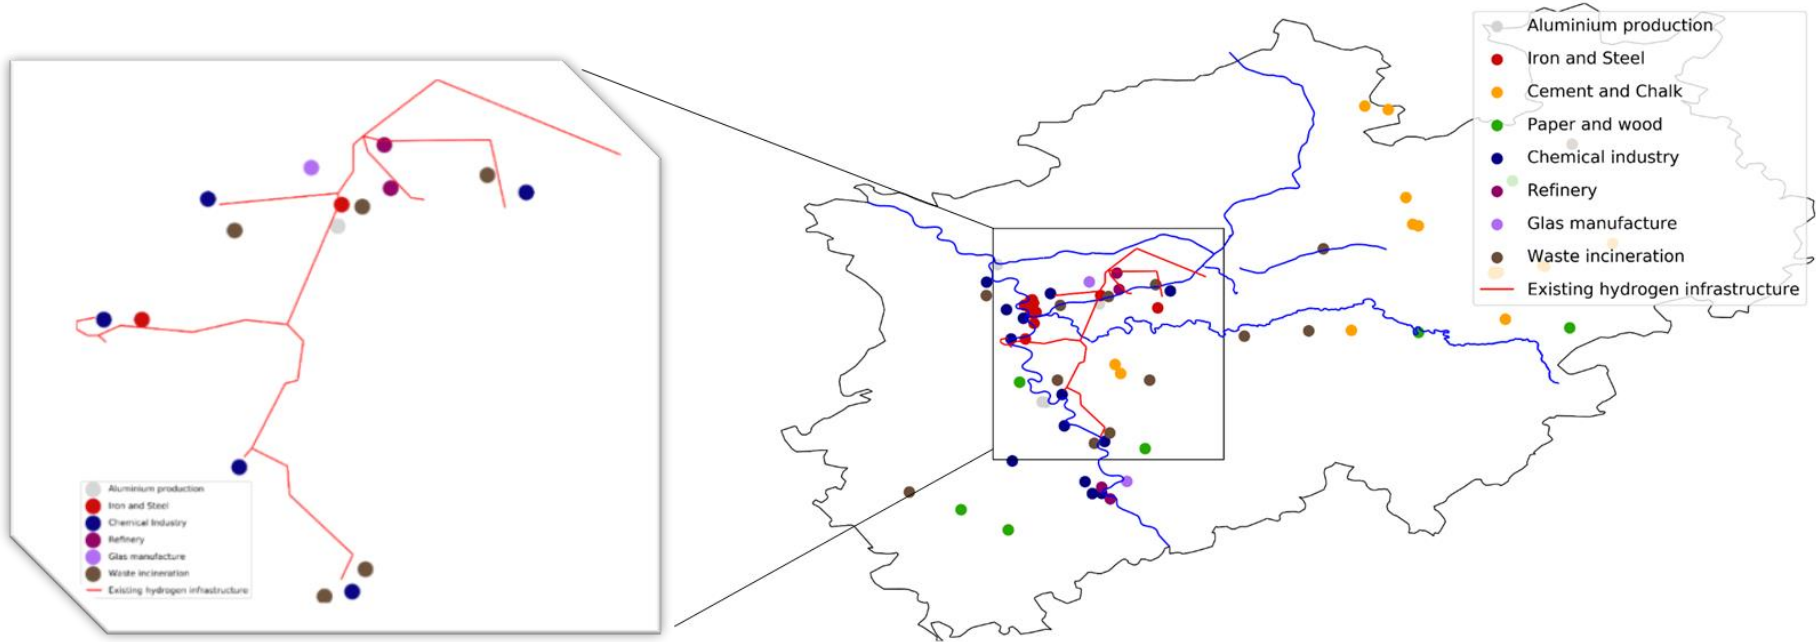 Aluminium production
Iron and Steel
Chemical Industry
Refinery
Glas manufacture
Waste incineration
Existing hydrogen infrastructure
Aluminium production
Iron and Steel
Cement and Chalk
Paper and wood
Chemical industry
Refinery
Glas manufacture
Waste incineration
Existing hydrogen infrastructure